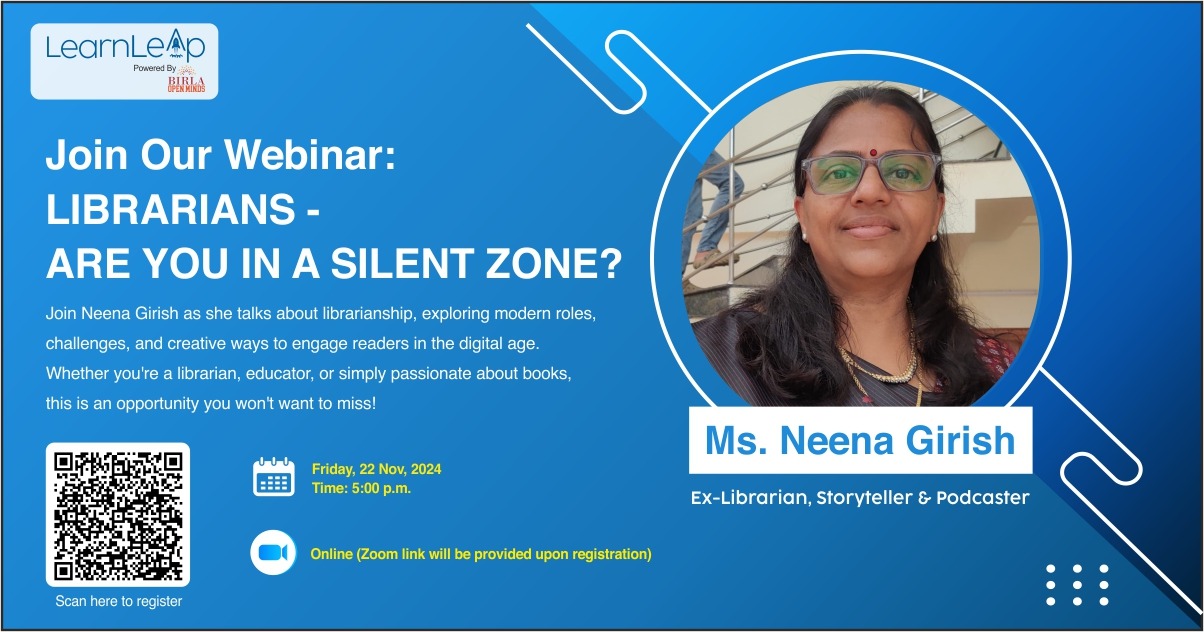 LearnLeAp
Powered By
BIRLA
OPEN MINDS
Join Our Webinar:
LIBRARIANS -
ARE YOU IN A SILENT ZONE?
Join Neena Girish as she talks about librarianship, exploring modern roles,
challenges, and creative ways to engage readers in the digital age.
Whether you're a librarian, educator, or simply passionate about books,
this is an opportunity you won't want to miss!
Scan here to register
Friday, 22 Nov, 2024
Time: 5:00 p.m.
Online (Zoom link will be provided upon registration)
Ms. Neena Girish
Ex-Librarian, Storyteller & Podcaster